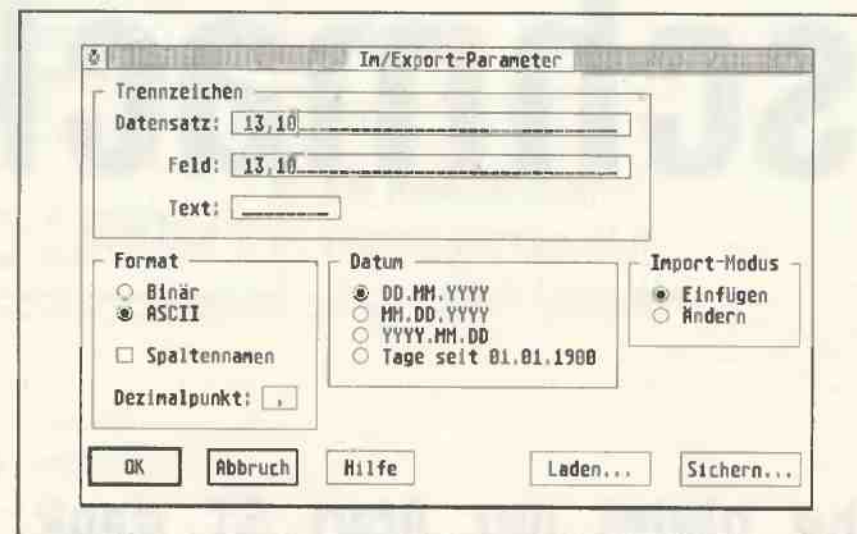 Im/Export-Parameter
Trennzeichen
Datensatz: 13,10
Feld: 13,10
Text:
Format
Binär
ASCII
Spaltennamen
Dezimalpunkt: ,
Datum
DD.MM.YYYY
MM.DD.YYYY
YYYY.MM.DD
Tage seit 01.01.1900
Import-Modus
Einfügen
Ändern
OK
Abbruch
Hilfe
Laden...
Sichern...